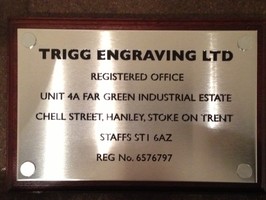 TRIGG ENGRAVING LTD
REGISTERED OFFICE
UNIT 4A FAR GREEN INDUSTRIAL ESTATE
CHELL STREET, HANLEY, STOKE ON TRENT
STAFFS ST1 6AZ
REG No. 6576797